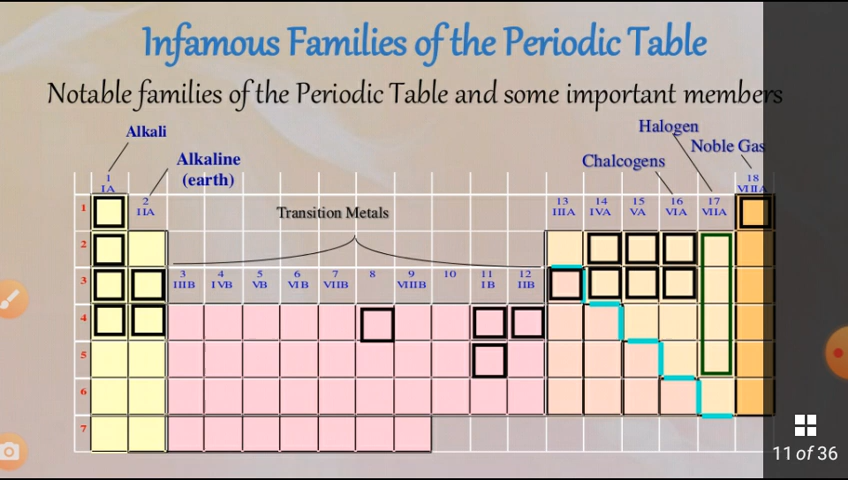 Infamous Families of the Periodic Table
Notable families of the Periodic Table and some important members
Alkali
Halogen
Noble Gas
Alkaline
(earth)
Chalcogens
1
IA
18
VIIIA
2
IIA
Transition Metals
13 14 15 16 17
IIIA IVA VA VIA VIIA
1
2
3
3 4 5 6 7 8 9 10 11 12
IIIB IVB VB VIB VIIB VIIIB IB IIB
4
5
6
7
11 of 36